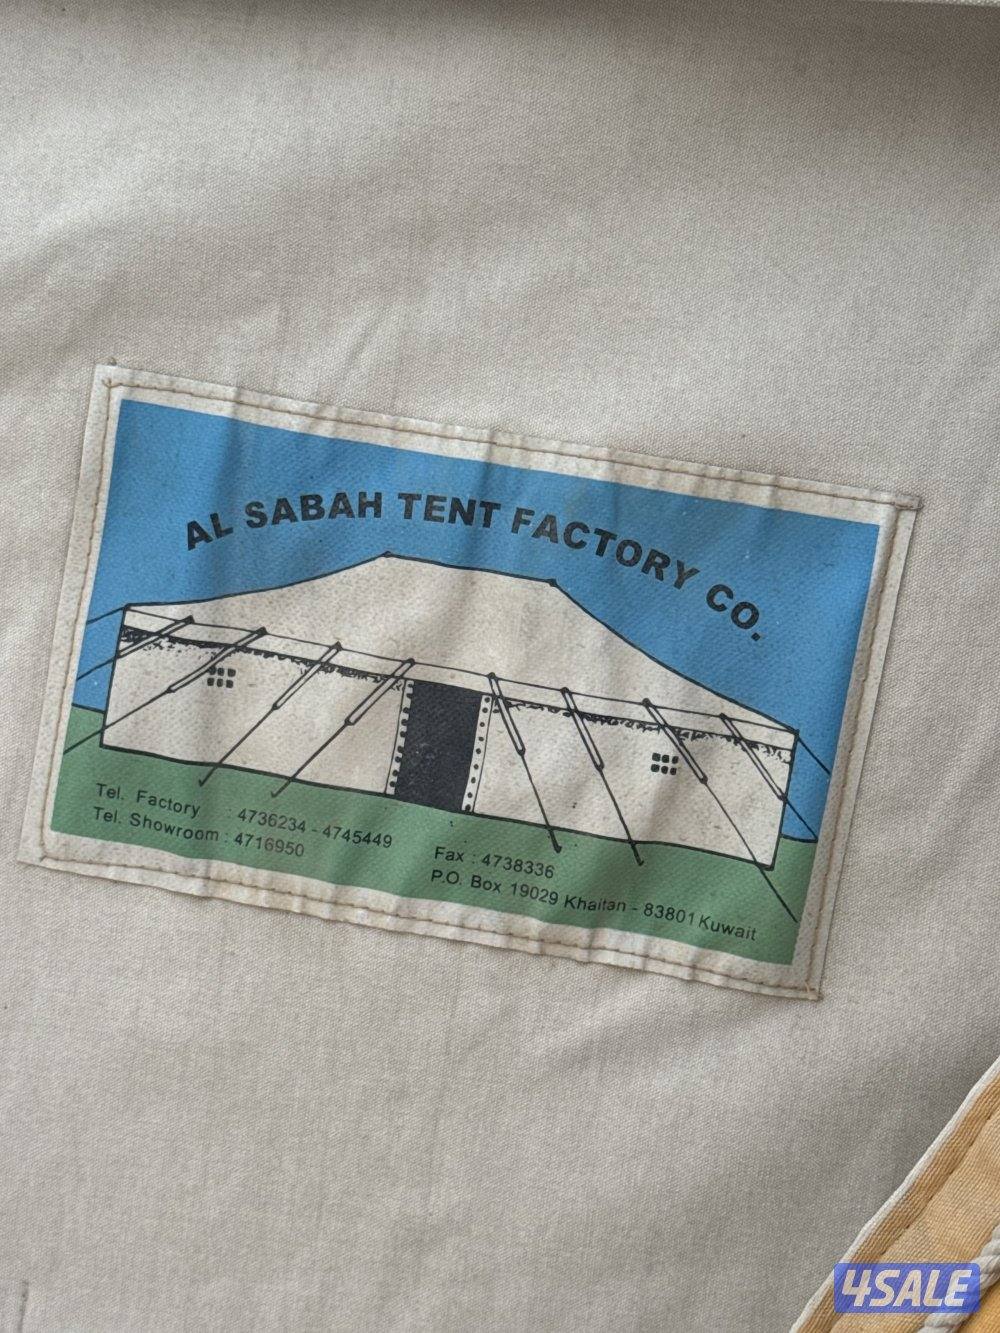 AL SABAH TENT FACTORY CO.
Tel. Factory : 4736234 - 4745449
Tel. Showroom : 4716950
Fax : 4738336
P.O. Box 19029 Khaitan - 83801 Kuwait
4SALE